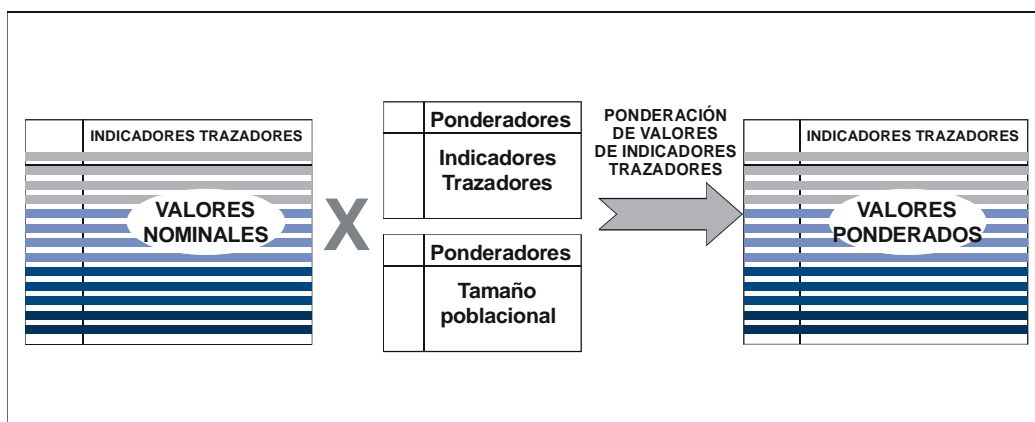 INDICADORES TRAZADORES
VALORES
NOMINALES
X
Ponderadores
Indicadores
Trazadores
Ponderadores
Tamaño
poblacional
PONDERACIÓN
DE VALORES
DE INDICADORES
TRAZADORES
INDICADORES TRAZADORES
VALORES
PONDERADOS